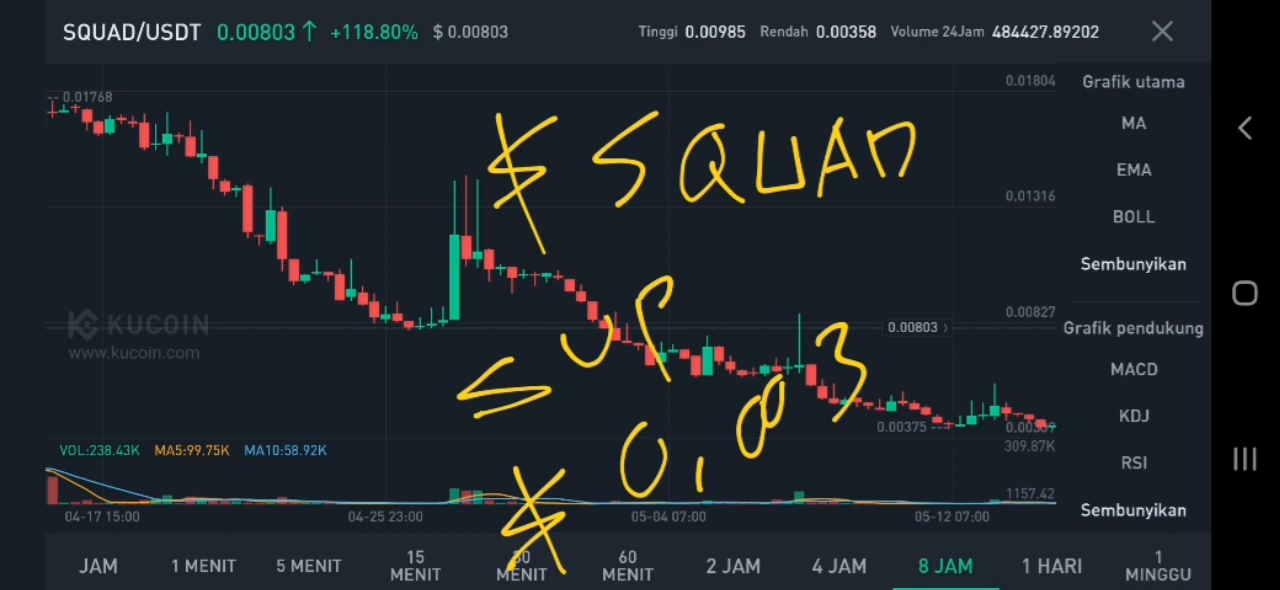 SQUAD/USDT 0.00803↑ +118.80% $ 0.00803 Tinggi 0.00985 Rendah 0.00358 Volume 24Jam 484427.89202
0.01768
0.01804
Grafik utama
MA
$ SQUAD
EMA
0.01316
BOLL
Sembunyikan
SUP
0.00827
KUCOIN
www.kucoin.com
0.00803
Grafik pendukung
MACD
$ 0,003
KDJ
0.00375
309.87K
VOL:238.43K MA5:99.75K MA10:58.92K
RSI
1157.42
Sembunyikan
04-17 15:00 04-25 23:00 05-04 07:00 05-12 07:00
JAM 1 MENIT 5 MENIT 15 MENIT 30 MENIT 60 MENIT 2 JAM 4 JAM 8 JAM 1 HARI 1 MINGGU